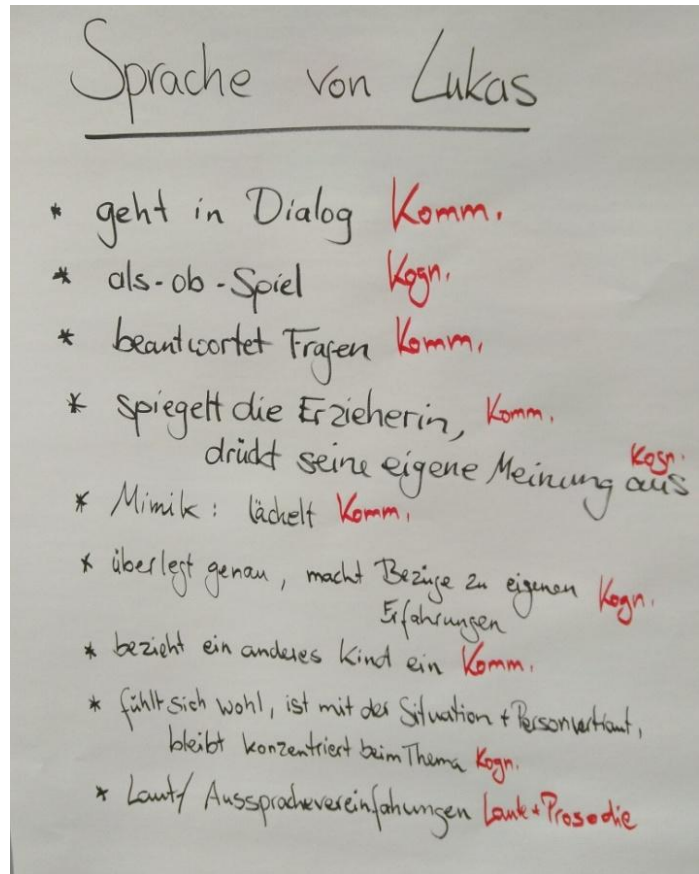 Sprache von Lukas
* geht in Dialog Komm.
* als-ob-Spiel Kogn.
* beantwortet Fragen Komm.
* spiegelt die Erzieherin, Komm.
drückt seine eigene Meinung aus Kogn.
* Mimik: lächelt Komm.
* überlegt genau, macht Bezüge zu eigenen Kogn.
Erfahrungen
* bezieht ein anderes Kind ein Komm.
* fühlt sich wohl, ist mit der Situation + Person vertraut,
bleibt konzentriert beim Thema Kogn.
* Laut/ Aussprachevereinfahungen Laute+Prosodie